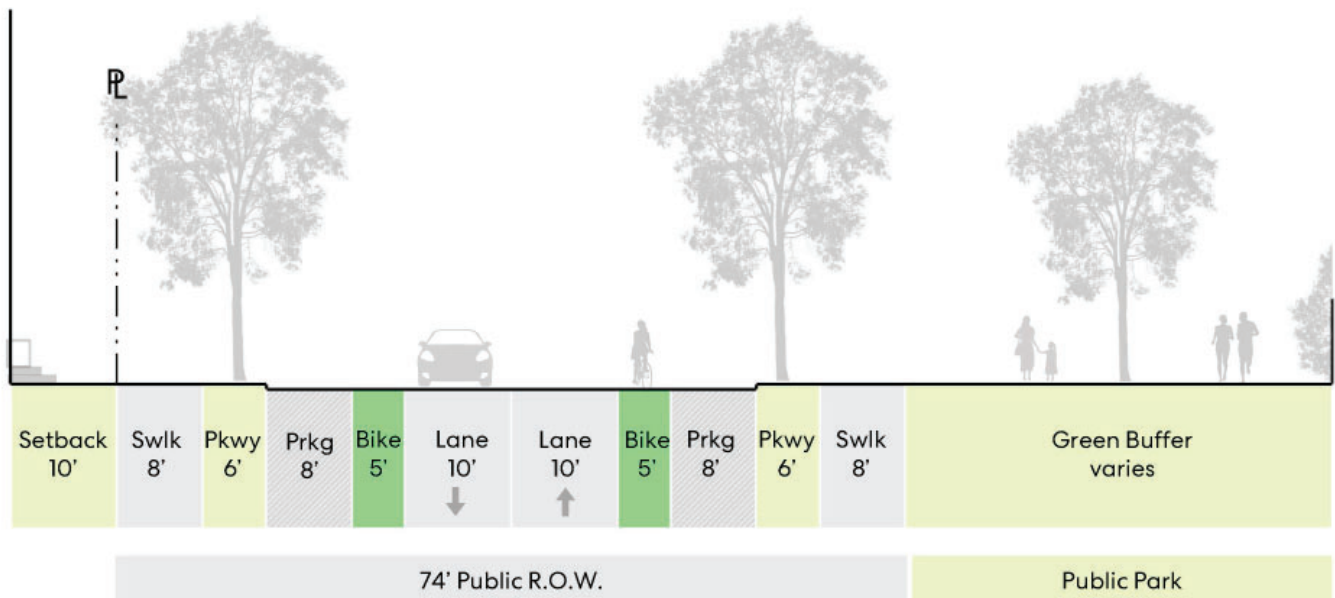 PL
Setback
10’
Swlk
8’
Pkwy
6’
Prkg
8’
Bike
5’
Lane
10’
Lane
10’
Bike
5’
Prkg
8’
Pkwy
6’
Swlk
8’
Green Buffer
varies
74’ Public R.O.W.
Public Park